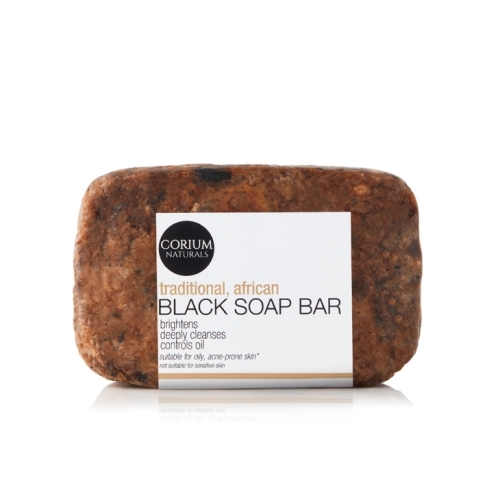 CORIUM
NATURALS
traditional, african
BLACK SOAP BAR
brightens
deeply cleanses
controls oil
suitable for oily, acne-prone skin*
not suitable for sensitive skin